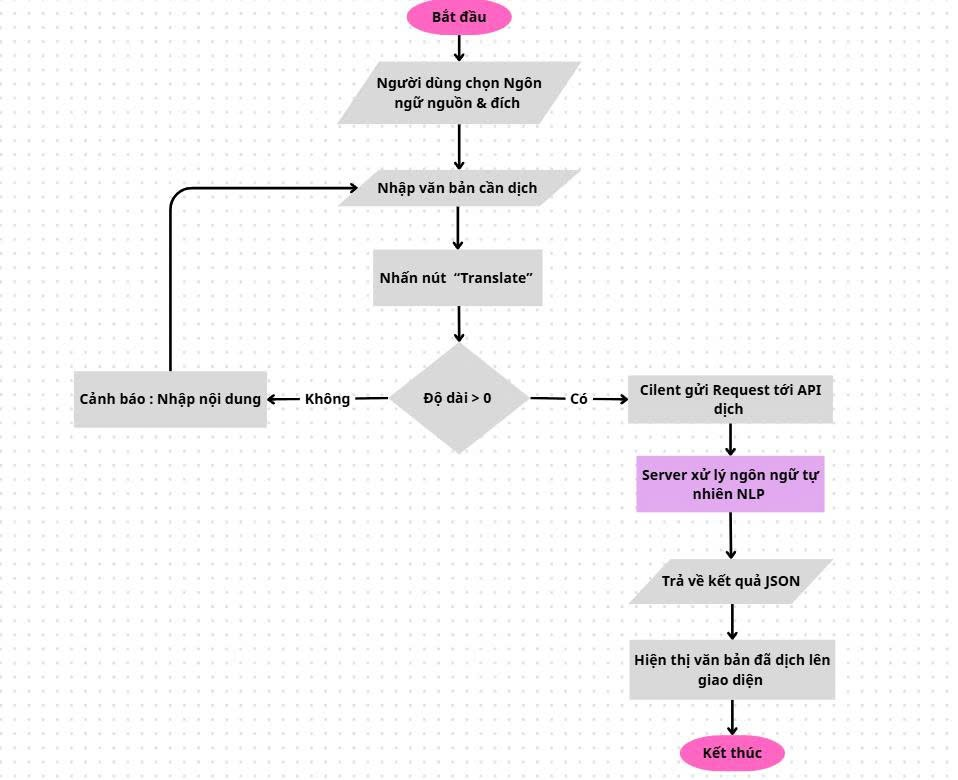 Bắt đầu
Người dùng chọn Ngôn
ngữ nguồn & đích
Nhập văn bản cần dịch
Nhấn nút “Translate”
Độ dài > 0
Không
Cảnh báo : Nhập nội dung
Có
Cilent gửi Request tới API
dịch
Server xử lý ngôn ngữ tự
nhiên NLP
Trả về kết quả JSON
Hiện thị văn bản đã dịch lên
giao diện
Kết thúc